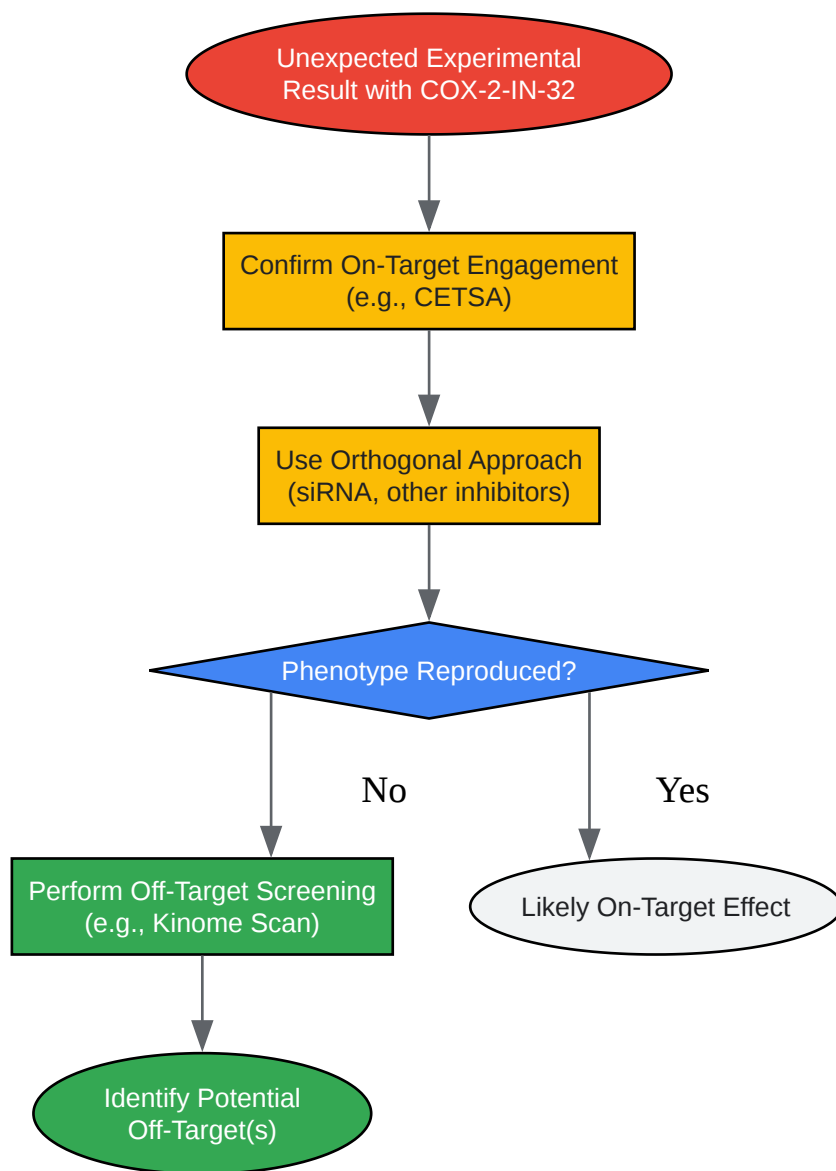 Unexpected Experimental
Result with COX-2-IN-32
Confirm On-Target Engagement
(e.g., CETSA)
Use Orthogonal Approach
(siRNA, other inhibitors)
Phenotype Reproduced?
No
Yes
Perform Off-Target Screening
(e.g., Kinome Scan)
Likely On-Target Effect
Identify Potential
Off-Target(s)